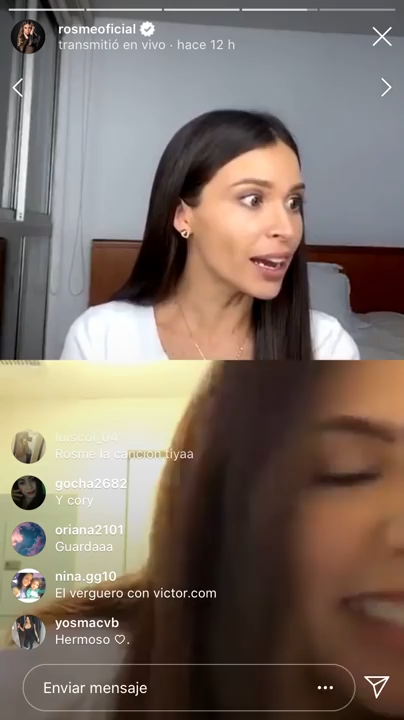 rosmeoficial
transmitió en vivo · hace 12 h
Rosme la cancion tiyaa
gocha2682
Y cory
oriana2101
Guardaaa
nina.gg10
El verguero con victor.com
yosmacvb
Hermoso ♡.
Enviar mensaje